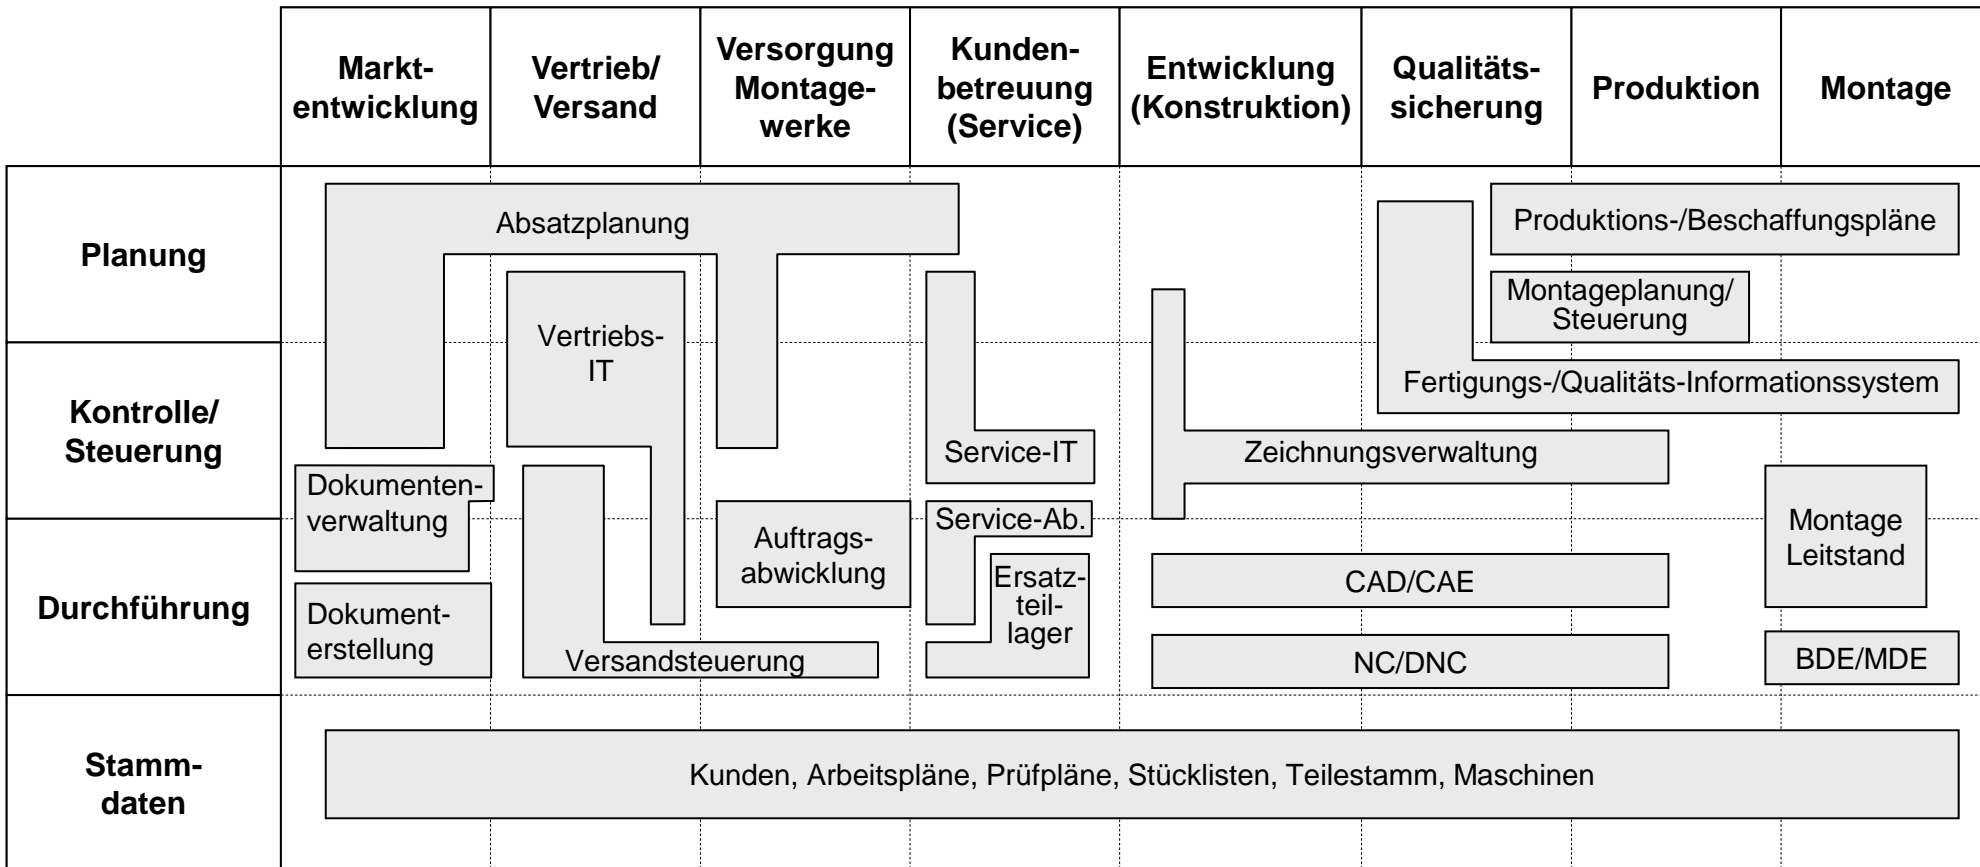 Markt-
entwicklung
Vertrieb/
Versand
Versorgung
Montage-
werke
Kunden-
betreuung
(Service)
Entwicklung
(Konstruktion)
Qualitäts-
sicherung
Produktion
Montage
Planung
Absatzplanung
Produktions-/Beschaffungspläne
Montageplanung/
Steuerung
Vertriebs-
IT
Kontrolle/
Steuerung
Fertigungs-/Qualitäts-Informationssystem
Service-IT
Zeichnungsverwaltung
Dokumenten-
verwaltung
Durchführung
Auftrags-
abwicklung
Service-Ab.
Montage
Leitstand
Ersatz-
teil-
lager
CAD/CAE
Dokument-
erstellung
Versandsteuerung
NC/DNC
BDE/MDE
Stamm-
daten
Kunden, Arbeitspläne, Prüfpläne, Stücklisten, Teilestamm, Maschinen